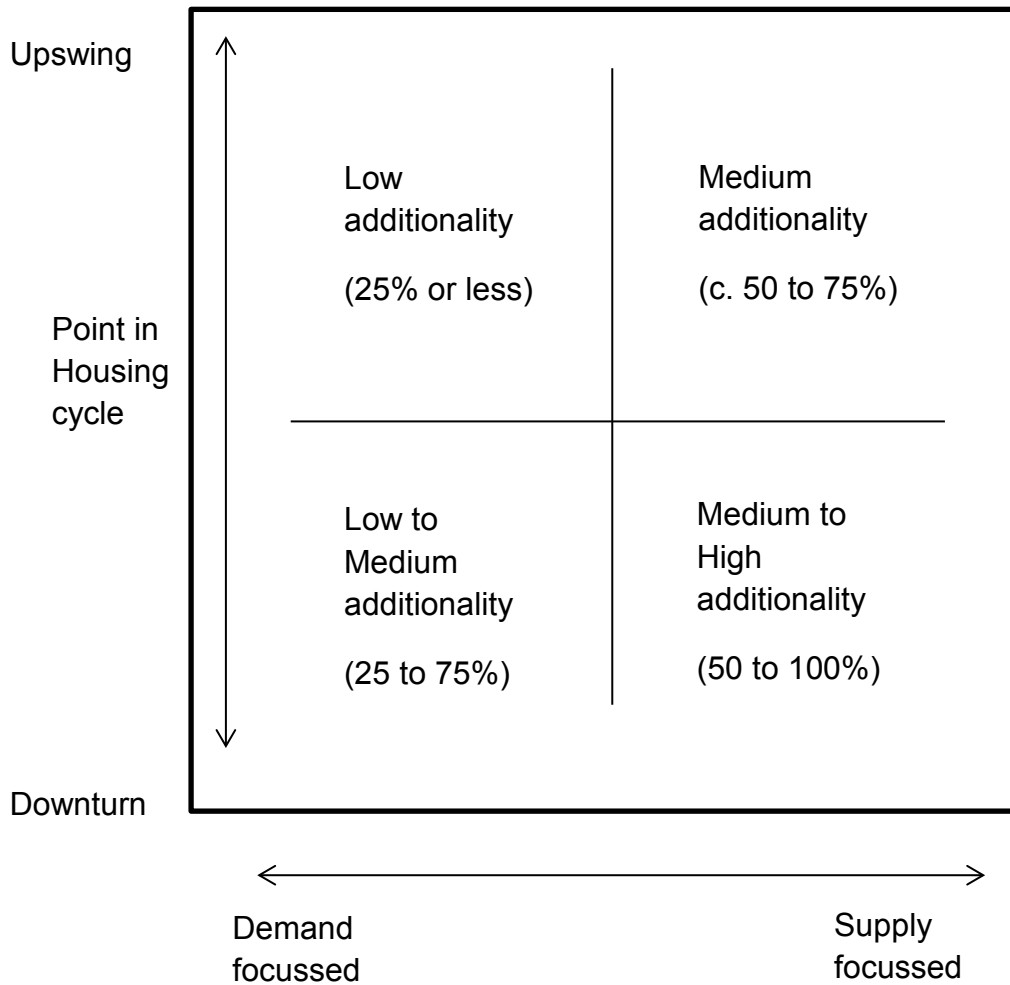 Upswing
Low
additionality
(25% or less)
Medium
additionality
(c. 50 to 75%)
Point in
Housing
cycle
Low to
Medium
additionality
(25 to 75%)
Medium to
High
additionality
(50 to 100%)
Downturn
Demand
focussed
Supply
focussed